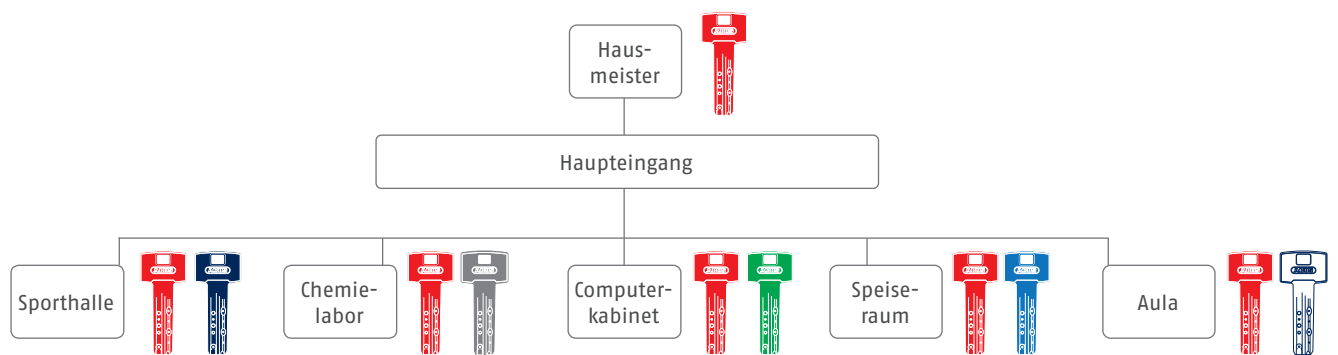 Haus-
meister
Haupteingang
Sporthalle
Chemie-
labor
Computer-
kabinet
Speise-
raum
Aula